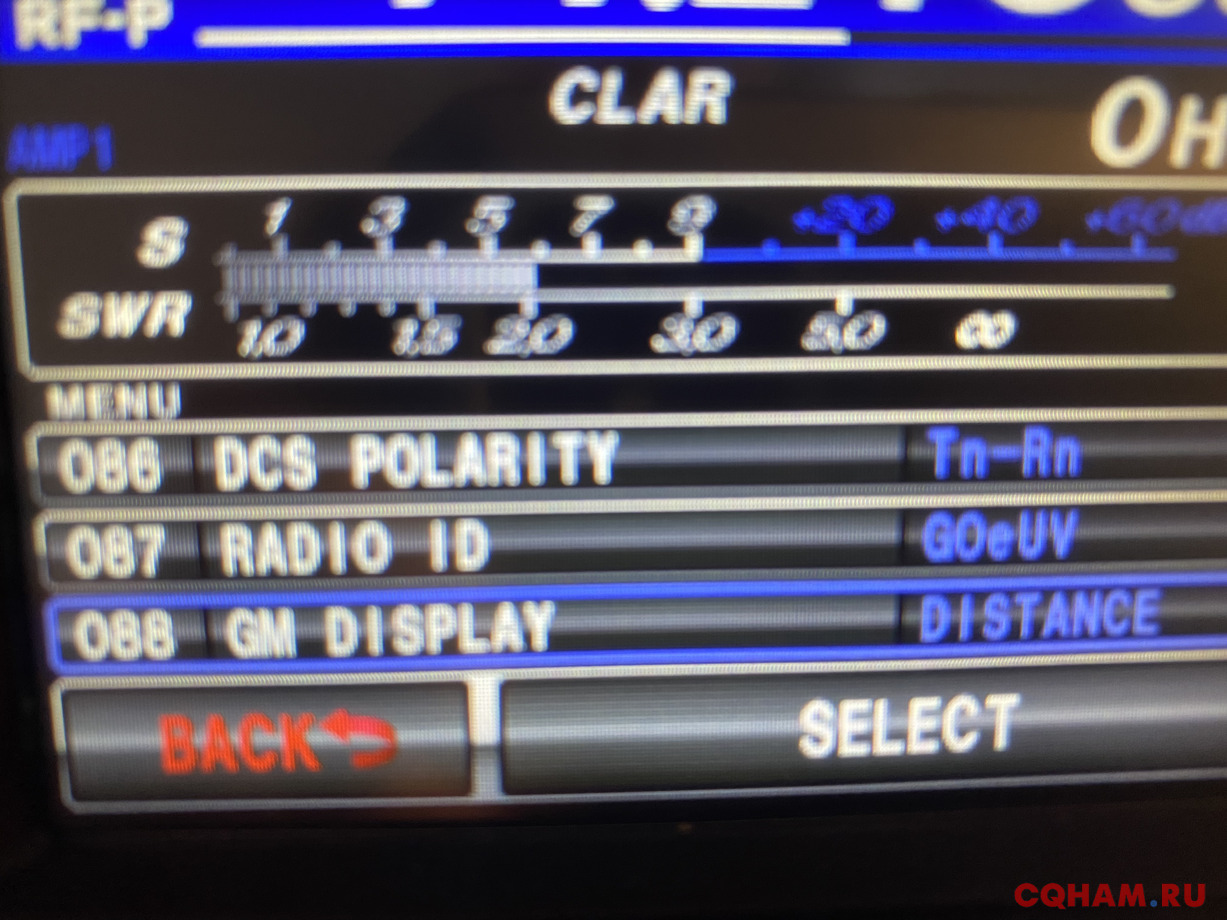 RF-P
CLAR
0H
AMP1
S 1 3 5 7 9 +20 +40 +60d
SWR 1.0 1.5 2.0 3.0 5.0 ∞
MENU
086 DCS POLARITY Tn-Rn
087 RADIO ID G0eUV
088 GM DISPLAY DISTANCE
BACK SELECT
CQHAM.RU